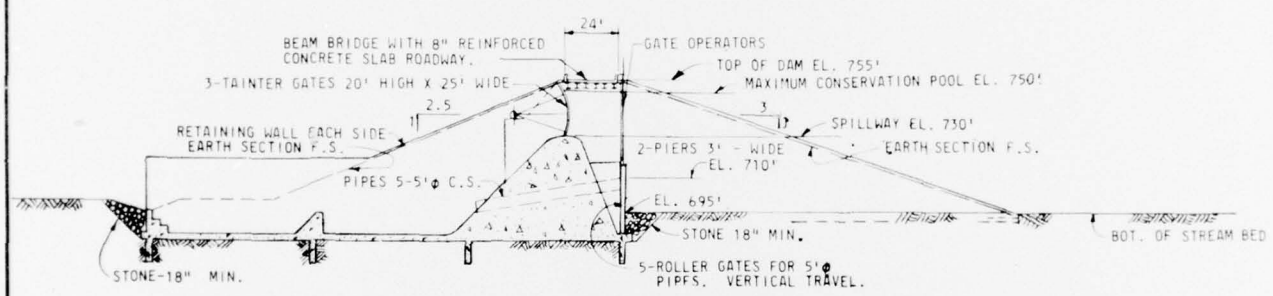 24'
BEAM BRIDGE WITH 8" REINFORCED
CONCRETE SLAB ROADWAY.
GATE OPERATORS
TOP OF DAM EL. 755'
3-TAINTER GATES 20' HIGH X 25' WIDE
MAXIMUM CONSERVATION POOL EL. 750'
2.5
1
3
1
RETAINING WALL EACH SIDE
EARTH SECTION F.S.
SPILLWAY EL. 730'
2-PIERS 3' - WIDE
EARTH SECTION F.S.
EL. 710'
PIPES 5-5'ϕ C.S.
EL. 695'
STONE 18" MIN.
BOT. OF STREAM BED
STONE-18" MIN.
5-ROLLER GATES FOR 5'ϕ
PIPES. VERTICAL TRAVEL.